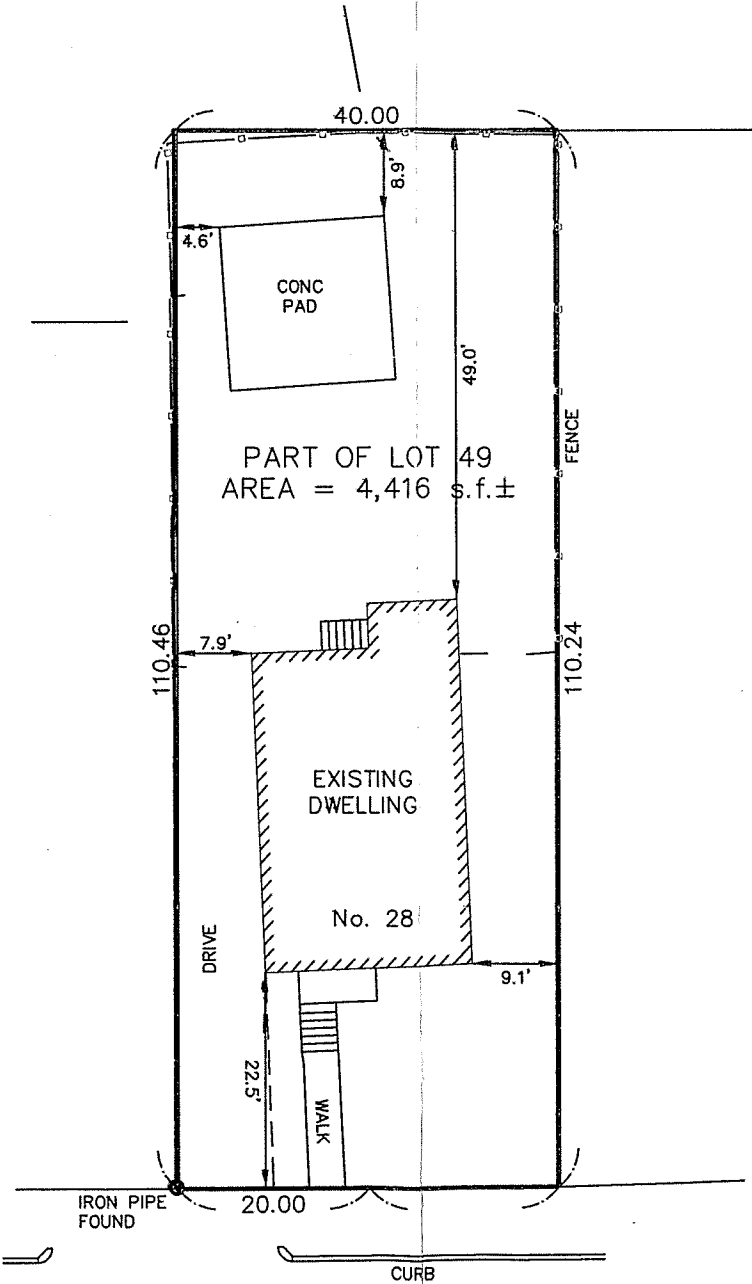 40.00
8.9'
4.6'
CONC
PAD
49.0'
FENCE
PART OF LOT 49
AREA = 4,416 s.f.±
110.46
7.9'
110.24
EXISTING
DWELLING
No. 28
DRIVE
9.1'
22.5'
WALK
IRON PIPE
FOUND
20.00
CURB